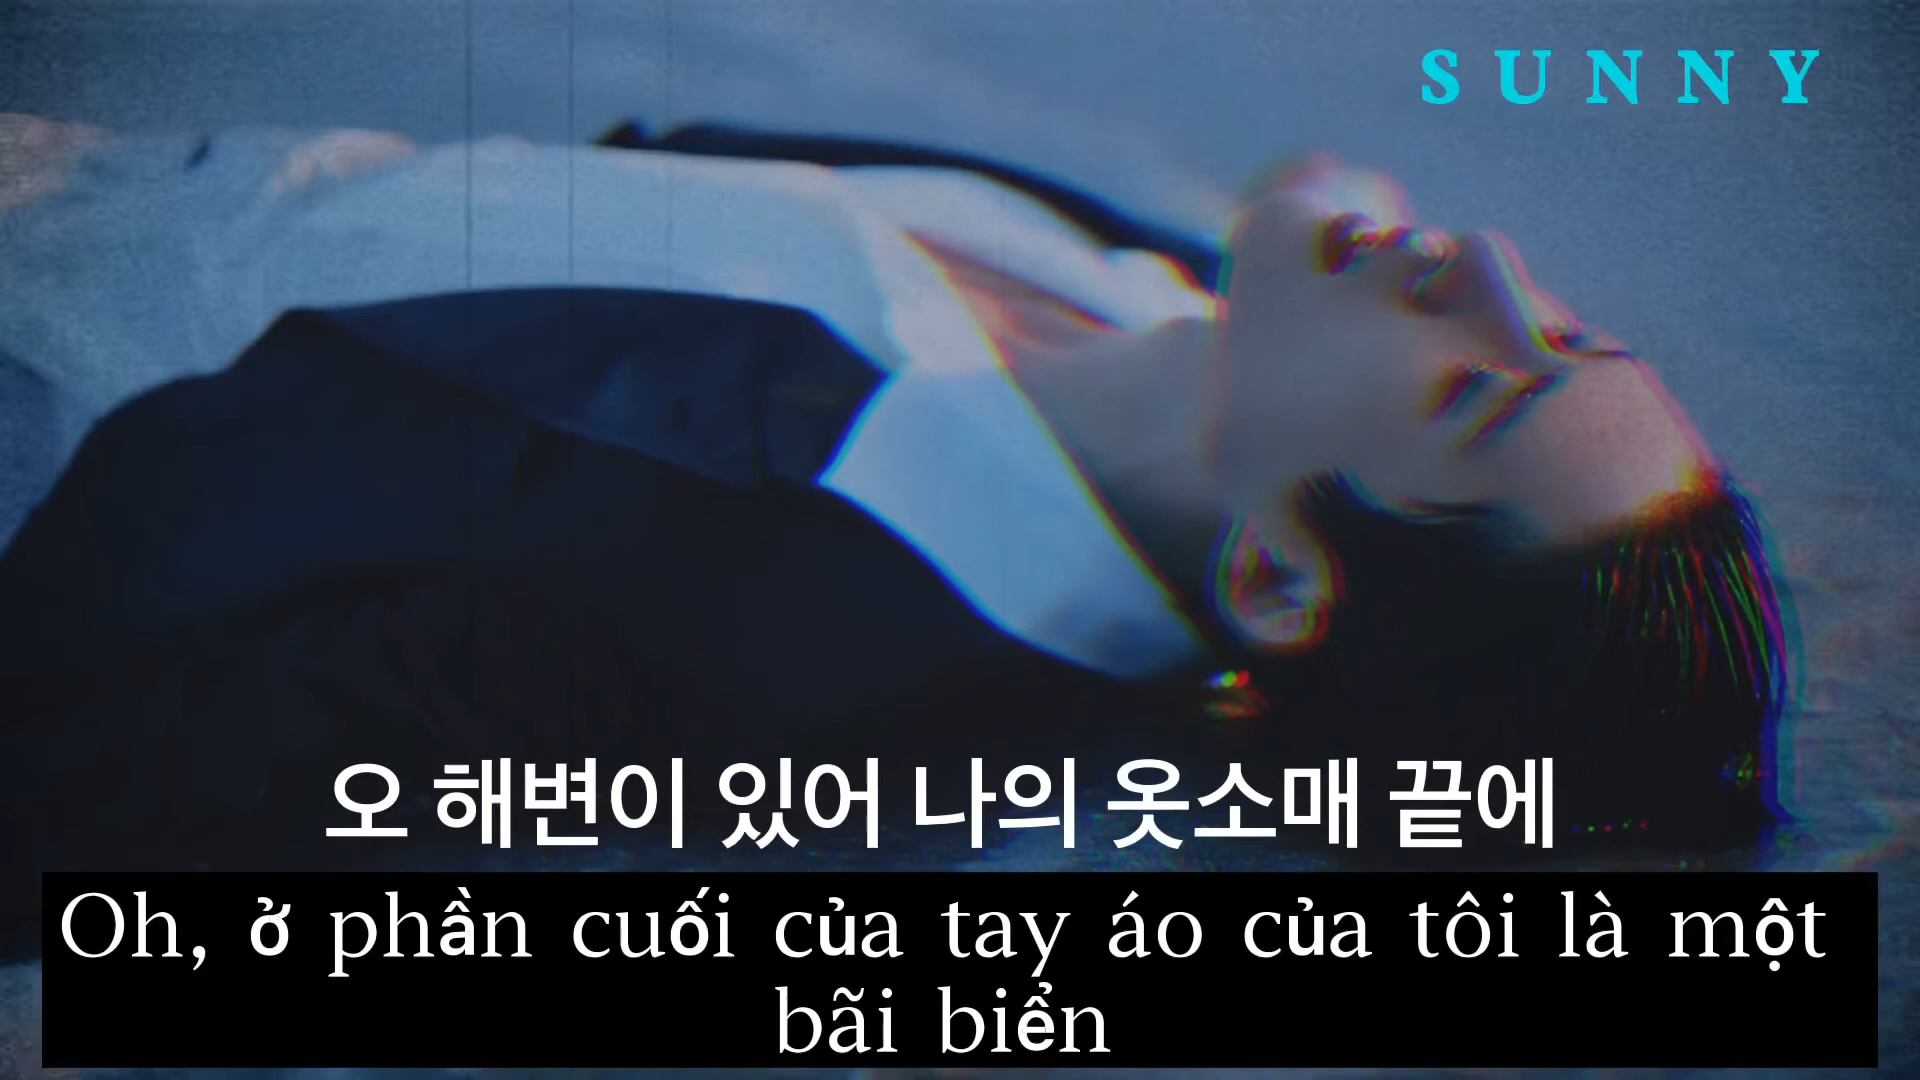 SUNNY
오 해변이 있어 나의 옷소매 끝에
Oh, ở phần cuối của tay áo của tôi là một
bãi biển